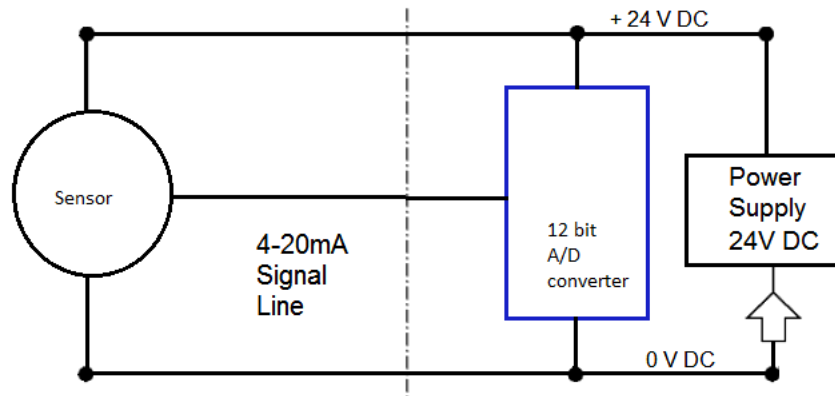 + 24 V DC
Sensor
4-20mA
Signal
Line
12 bit
A/D
converter
Power
Supply
24V DC
0 V DC